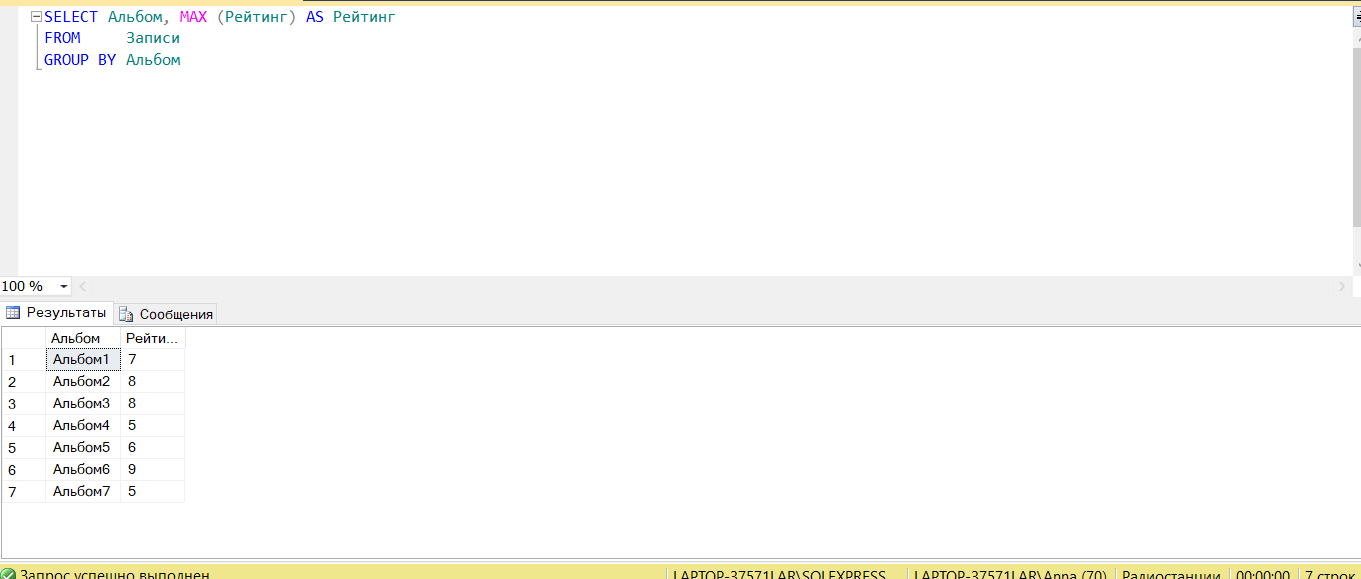 SELECT Альбом, MAX (Рейтинг) AS Рейтинг
FROM Записи
GROUP BY Альбом
100 %
Результаты Сообщения
Альбом Рейти...
1 Альбом1 7
2 Альбом2 8
3 Альбом3 8
4 Альбом4 5
5 Альбом5 6
6 Альбом6 9
7 Альбом7 5
Запрос успешно выполнен. LAPTOP-37571LAR\SQLEXPRESS LAPTOP-37571LAR\Anna (70) Радиостанции 00:00:00 7 строк